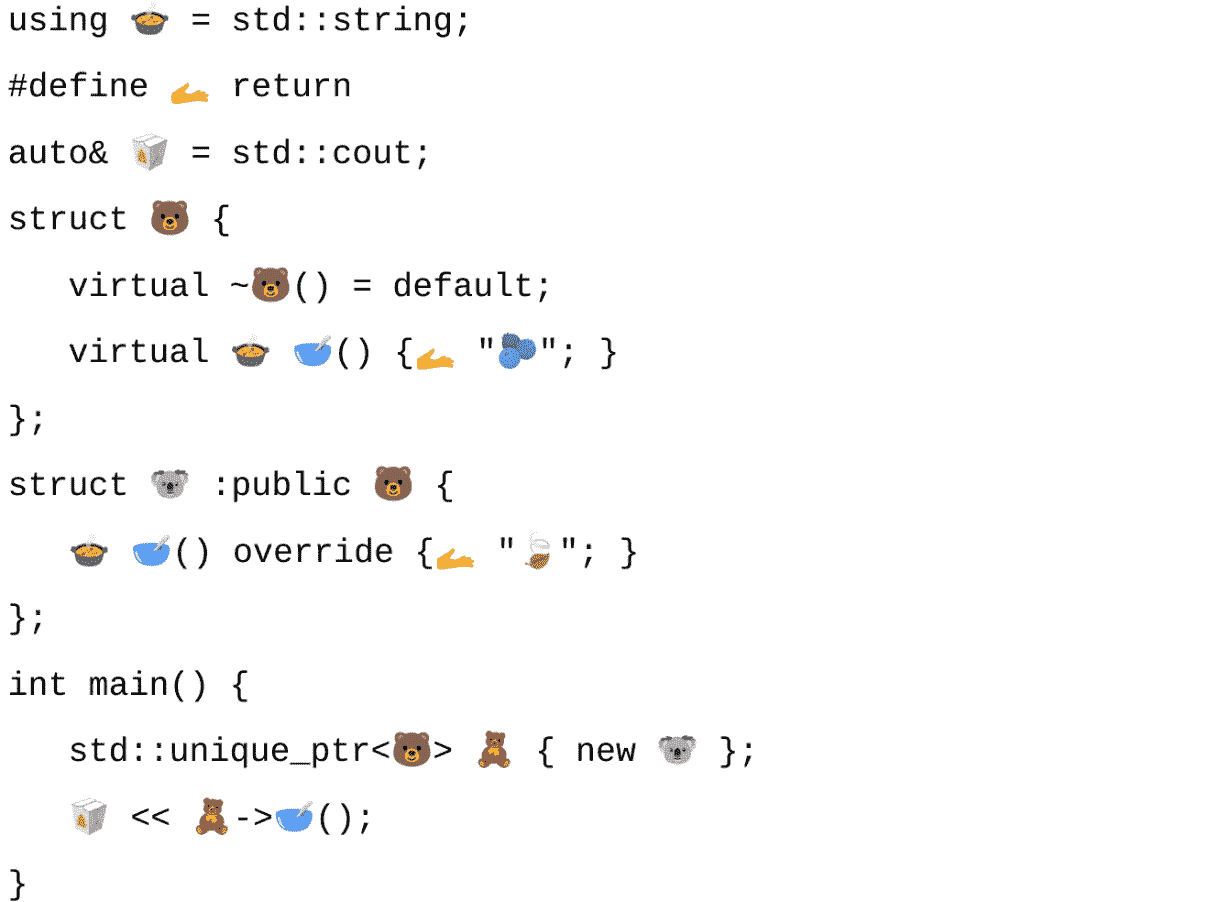 using 🍲 = std::string;
#define 🫴 return
auto& 🥡 = std::cout;
struct 🐻 {
   virtual ~🐻() = default;
   virtual 🍲 🥣() {🫴 "🫐"; }
};
struct 🐨 :public 🐻 {
   🍲 🥣() override {🫴 "🍃"; }
};
int main() {
   std::unique_ptr<🐻> 🧸 { new 🐨 };
   🥡 << 🧸->🥣();
}